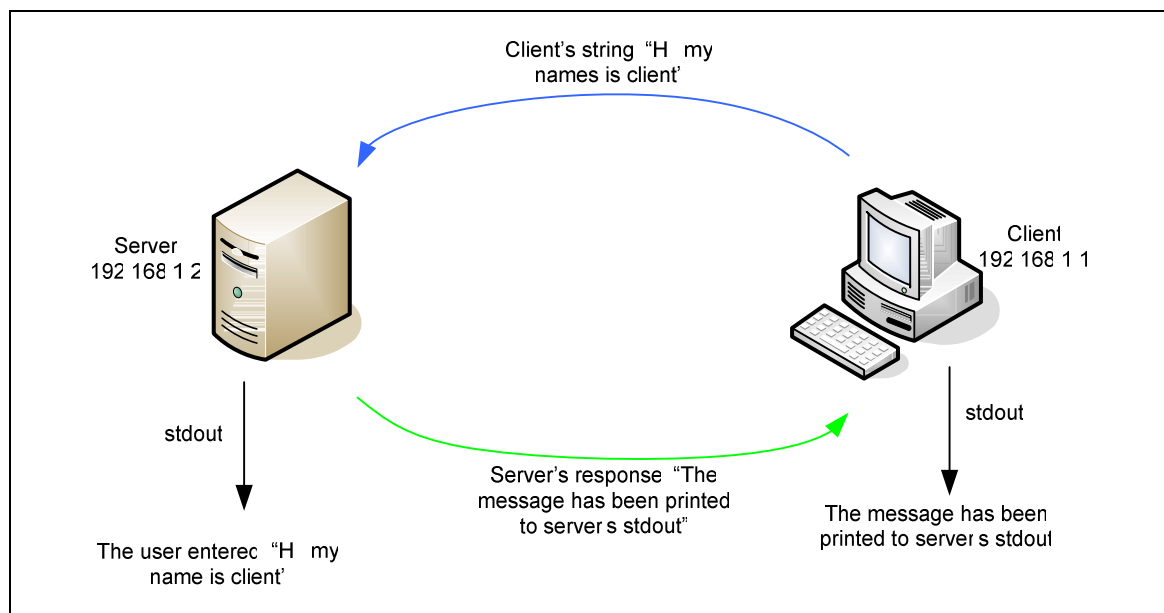 Client's string “H my
names is client’
Server
192 168 1 2
Client
192 168 1 1
stdout
stdout
Server's response “The
message has been printed
to server s stdout”
The message has been
printed to server s stdout
The user entered “H my
name is client’